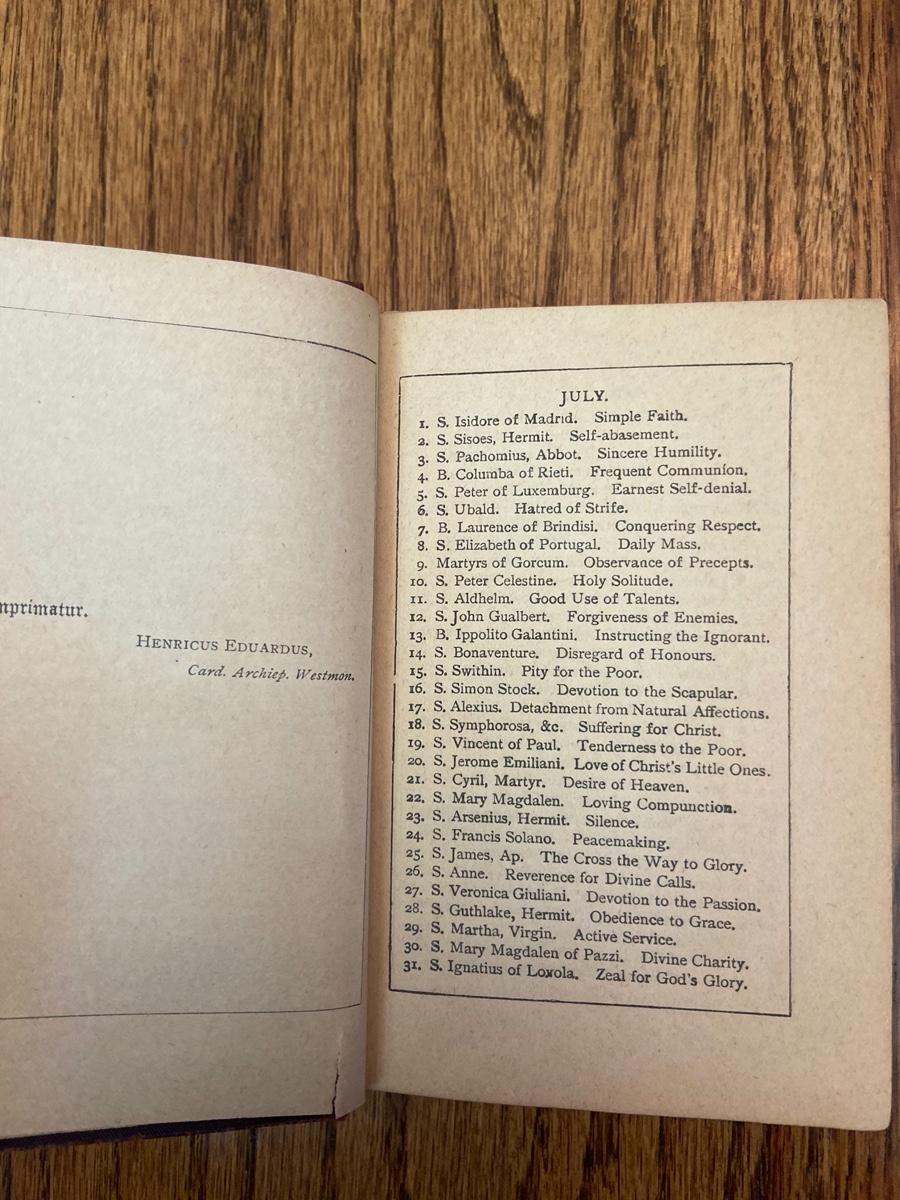 nprimatur.
HENRICUS EDUARDUS,
Card. Archiep. Westmon.
JULY.
1. S. Isidore of Madrid. Simple Faith.
2. S. Sisoes, Hermit. Self-abasement.
3. S. Pachomius, Abbot. Sincere Humility.
4. B. Columba of Rieti. Frequent Communion.
5. S. Peter of Luxemburg. Earnest Self-denial.
6. S. Ubald. Hatred of Strife.
7. B. Laurence of Brindisi. Conquering Respect.
8. S. Elizabeth of Portugal. Daily Mass.
9. Martyrs of Gorcum. Observance of Precepts.
10. S. Peter Celestine. Holy Solitude.
11. S. Aldhelm. Good Use of Talents.
12. S. John Gualbert. Forgiveness of Enemies.
13. B. Ippolito Galantini. Instructing the Ignorant.
14. S. Bonaventure. Disregard of Honours.
15. S. Swithin. Pity for the Poor.
16. S. Simon Stock. Devotion to the Scapular.
17. S. Alexius. Detachment from Natural Affections.
18. S. Symphorosa, &c. Suffering for Christ.
19. S. Vincent of Paul. Tenderness to the Poor.
20. S. Jerome Emiliani. Love of Christ's Little Ones.
21. S. Cyril, Martyr. Desire of Heaven.
22. S. Mary Magdalen. Loving Compunction.
23. S. Arsenius, Hermit. Silence.
24. S. Francis Solano. Peacemaking.
25. S. James, Ap. The Cross the Way to Glory.
26. S. Anne. Reverence for Divine Calls.
27. S. Veronica Giuliani. Devotion to the Passion.
28. S. Guthlake, Hermit. Obedience to Grace.
29. S. Martha, Virgin. Active Service.
30. S. Mary Magdalen of Pazzi. Divine Charity.
31. S. Ignatius of Loyola. Zeal for God's Glory.